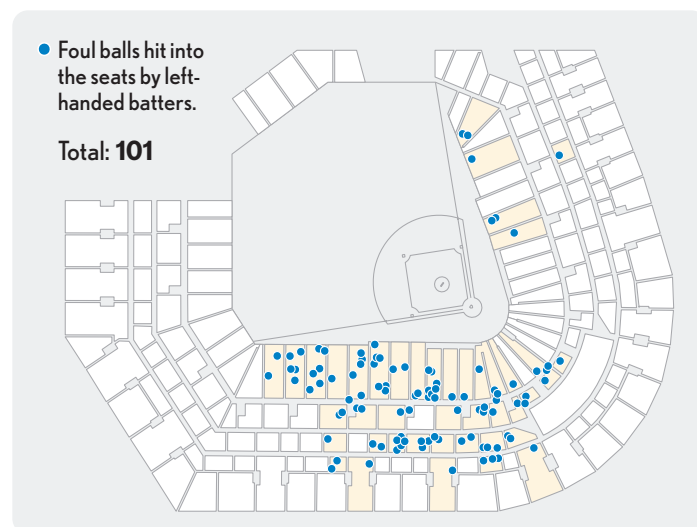 Foul balls hit into
the seats by left-
handed batters.
Total: 101